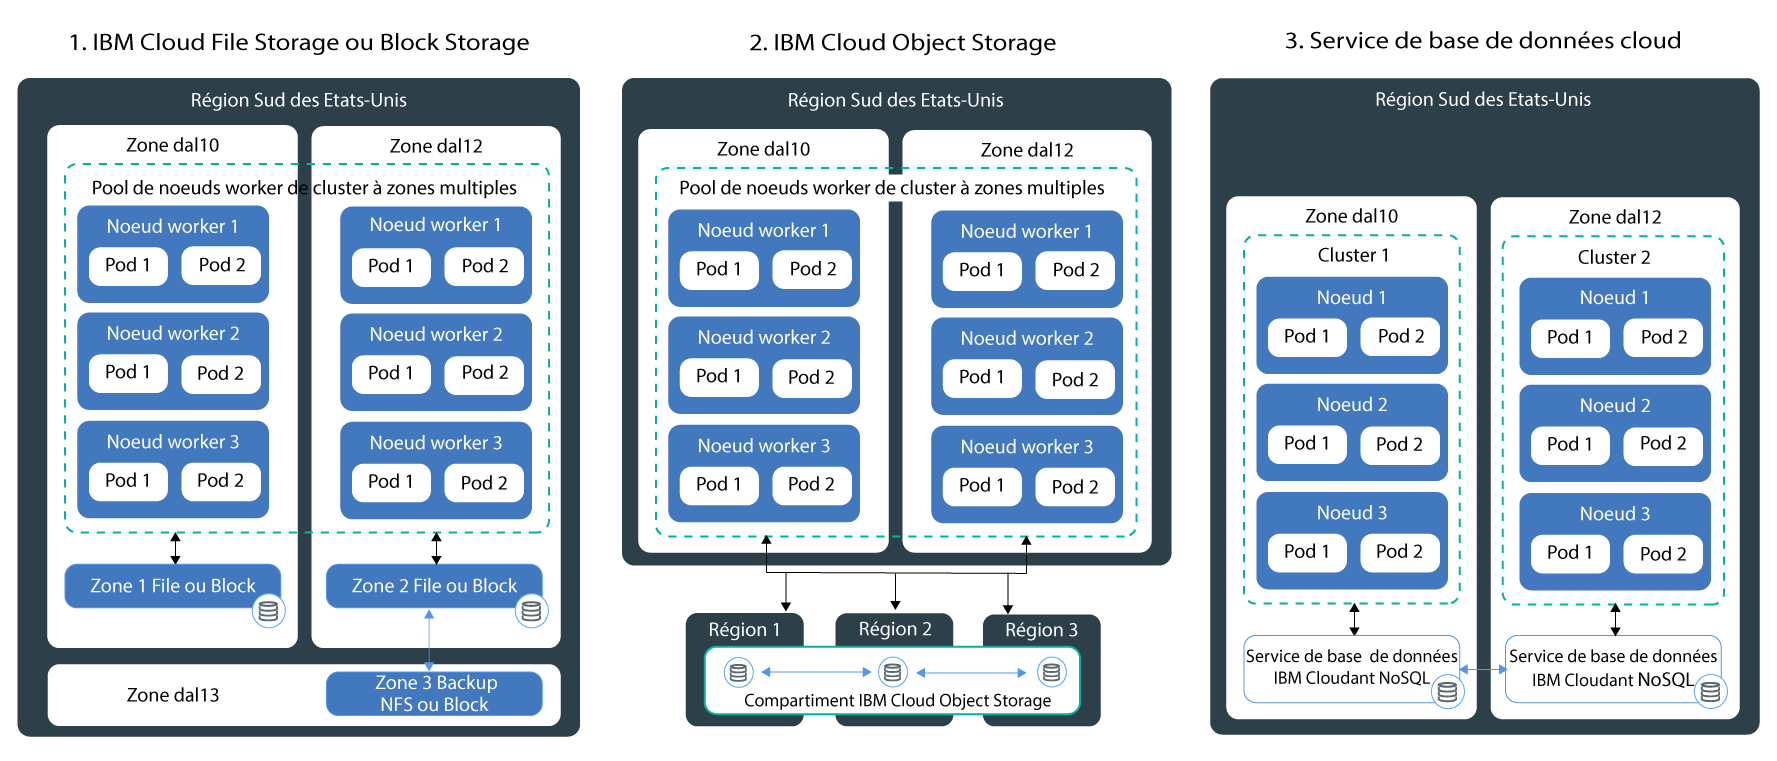 1. IBM Cloud File Storage ou Block Storage
Région Sud des Etats-Unis
Zone dal10
Zone dal12
Pool de noeuds worker de cluster à zones multiples
Noeud worker 1
Pod 1
Pod 2
Noeud worker 2
Pod 1
Pod 2
Noeud worker 3
Pod 1
Pod 2
Noeud worker 1
Pod 1
Pod 2
Noeud worker 2
Pod 1
Pod 2
Noeud worker 3
Pod 1
Pod 2
Zone 1 File ou Block
Zone 2 File ou Block
Zone dal13
Zone 3 Backup
NFS ou Block
2. IBM Cloud Object Storage
Région Sud des Etats-Unis
Zone dal10
Zone dal12
Pool de noeuds worker de cluster à zones multiples
Noeud worker 1
Pod 1
Pod 2
Noeud worker 2
Pod 1
Pod 2
Noeud worker 3
Pod 1
Pod 2
Noeud worker 1
Pod 1
Pod 2
Noeud worker 2
Pod 1
Pod 2
Noeud worker 3
Pod 1
Pod 2
Région 1
Région 2
Région 3
Compartiment IBM Cloud Object Storage
3. Service de base de données cloud
Région Sud des Etats-Unis
Zone dal10
Cluster 1
Noeud 1
Pod 1
Pod 2
Noeud 2
Pod 1
Pod 2
Noeud 3
Pod 1
Pod 2
Service de base de données
IBM Cloudant NoSQL
Zone dal12
Cluster 2
Noeud 1
Pod 1
Pod 2
Noeud 2
Pod 1
Pod 2
Noeud 3
Pod 1
Pod 2
Service de base de données
IBM Cloudant NoSQL